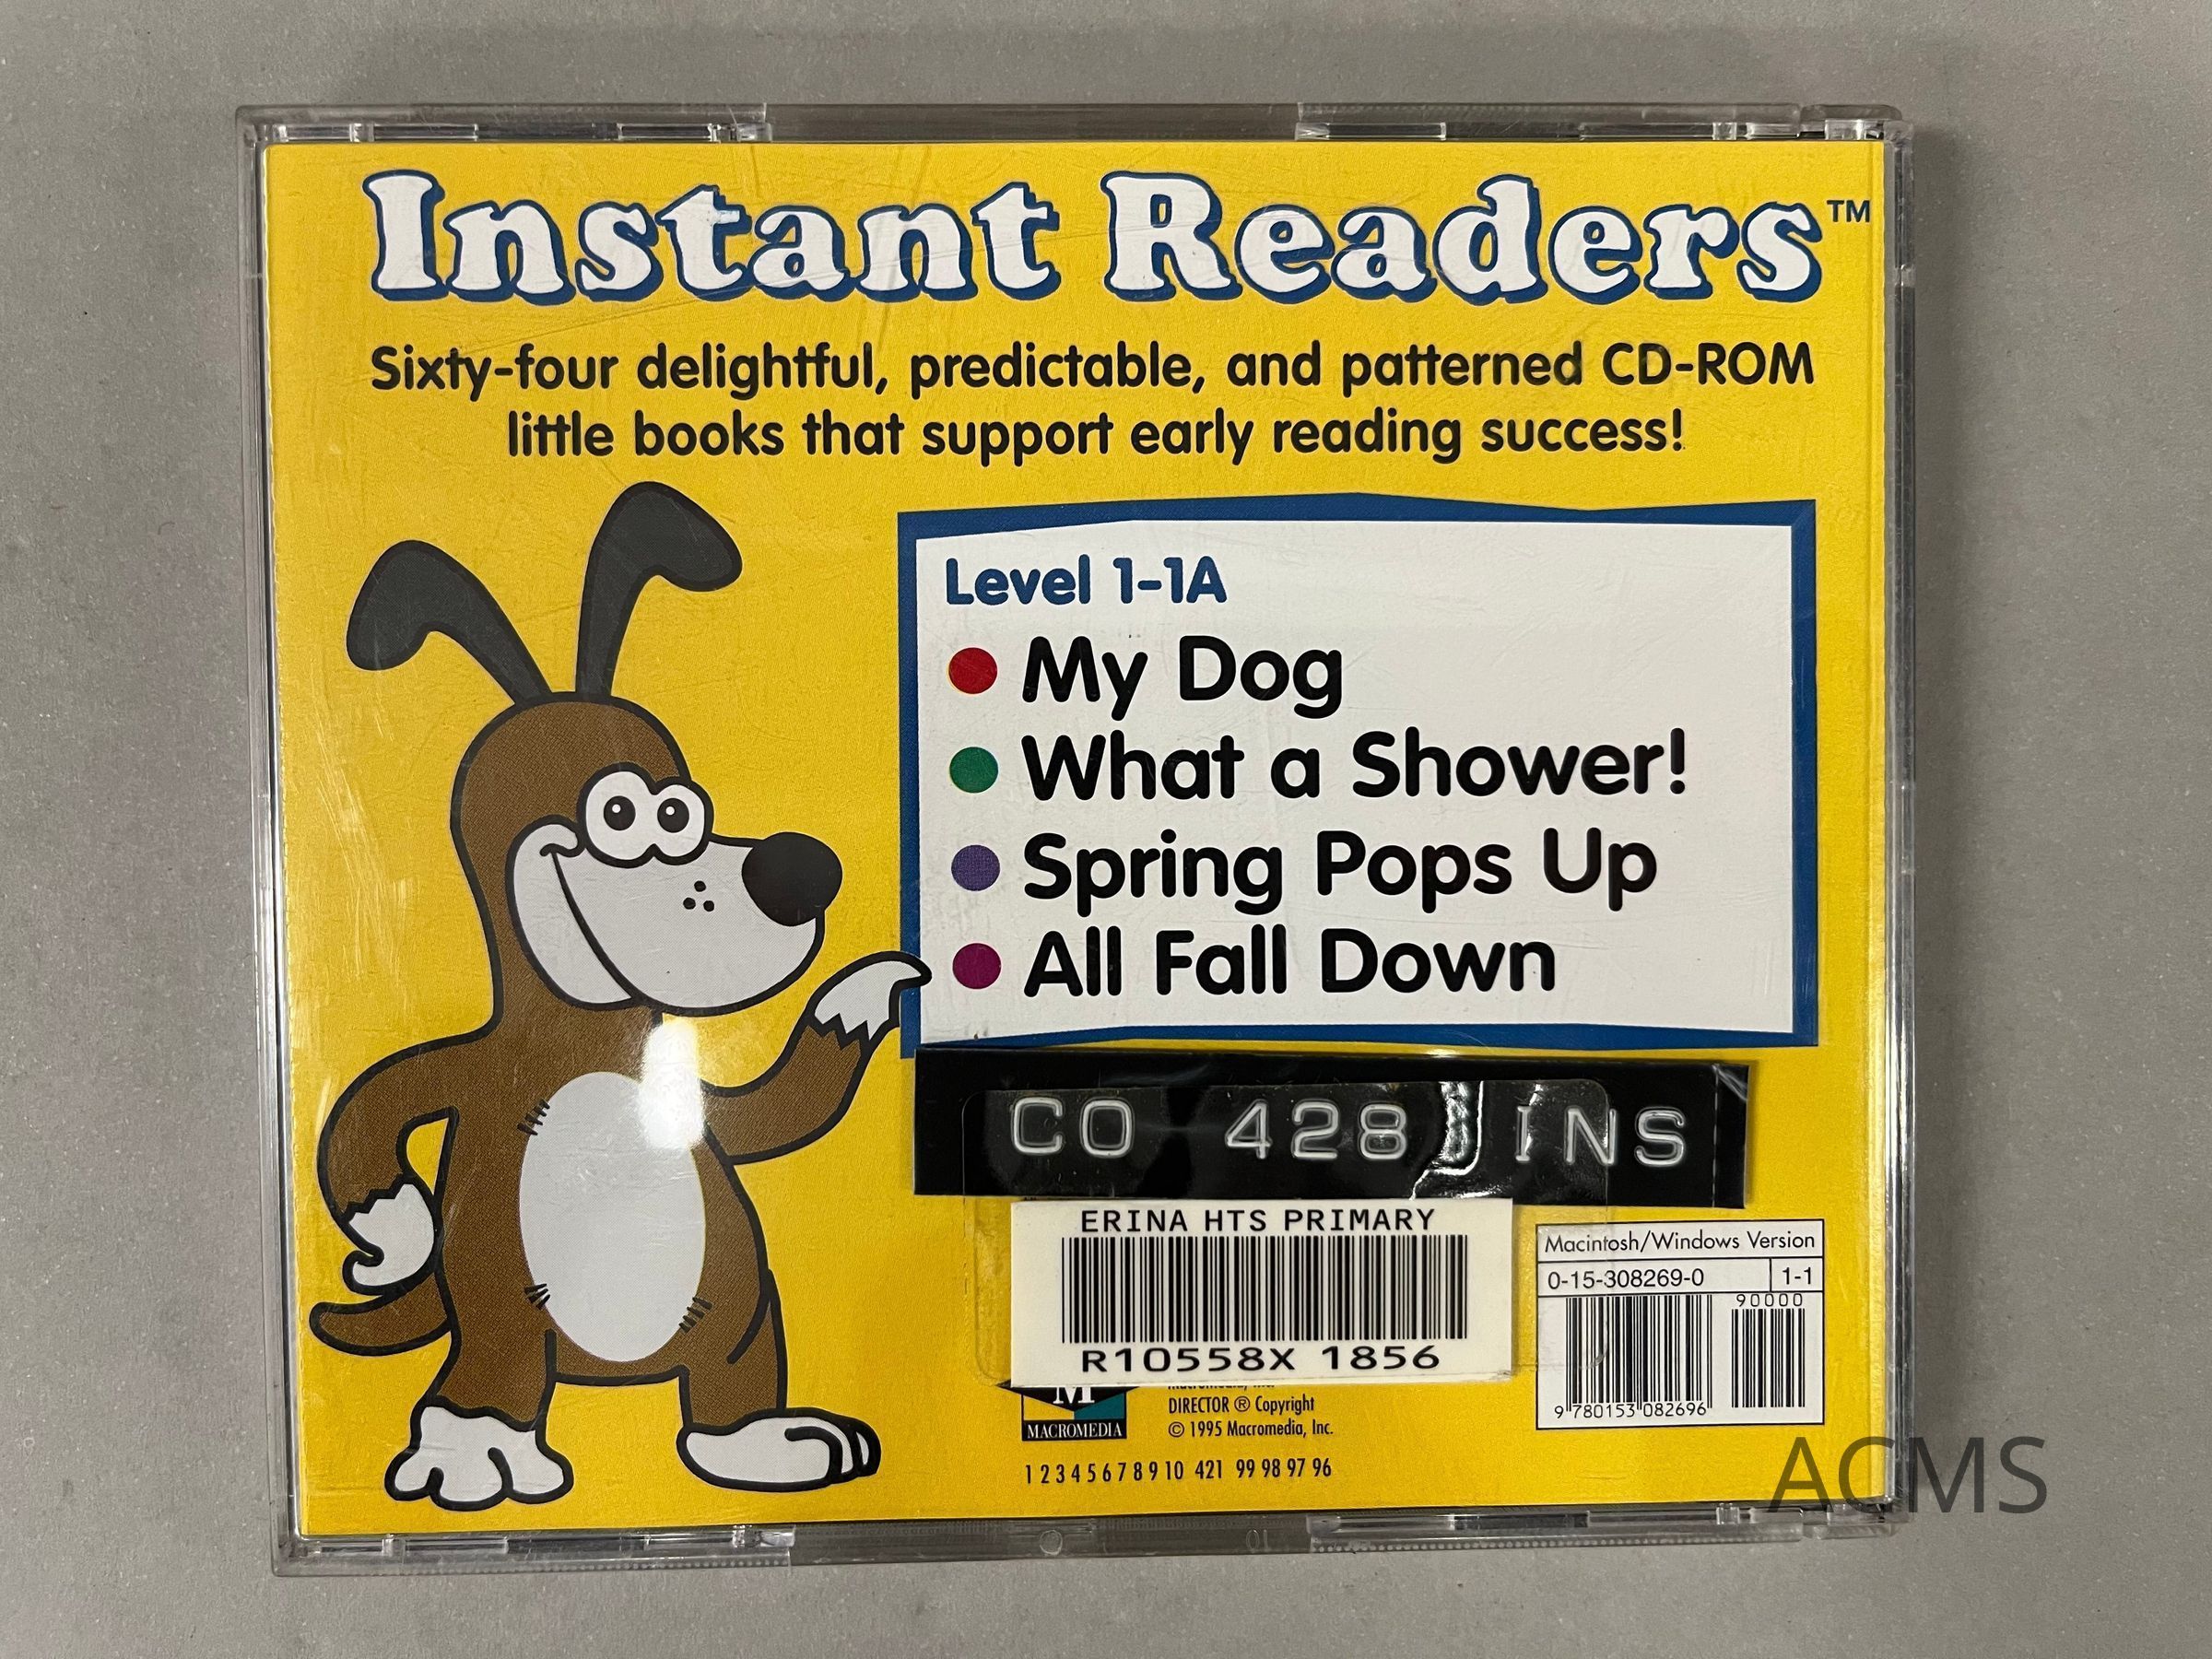 Instant Readers™
Sixty-four delightful, predictable, and patterned CD-ROM
little books that support early reading success!
Level 1-1A
My Dog
What a Shower!
Spring Pops Up
All Fall Down
CO 428 INS
ERINA HTS PRIMARY
R10558X 1856
M
MACROMEDIA
DIRECTOR ® Copyright
© 1995 Macromedia, Inc.
1 2 3 4 5 6 7 8 9 10 421 99 98 97 96
Macintosh/Windows Version
0-15-308269-0 1-1
90000
9 780153 082696
ACMS
10